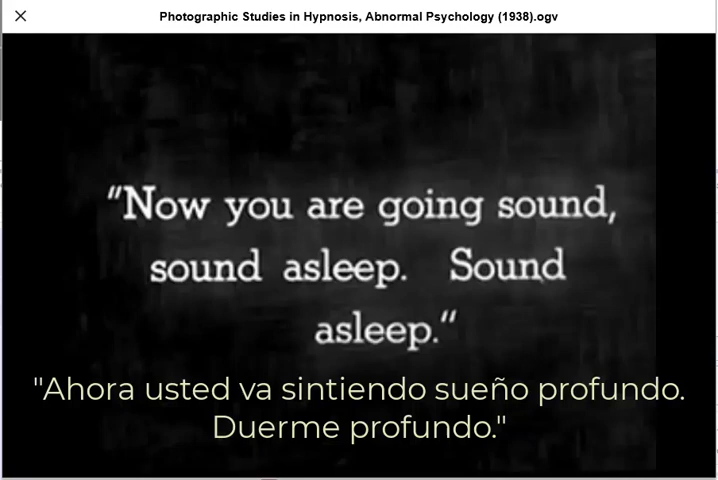 Photographic Studies in Hypnosis, Abnormal Psychology (1938).ogv
"Now you are going sound,
sound asleep. Sound
asleep."
"Ahora usted va sintiendo sueño profundo.
Duerme profundo."